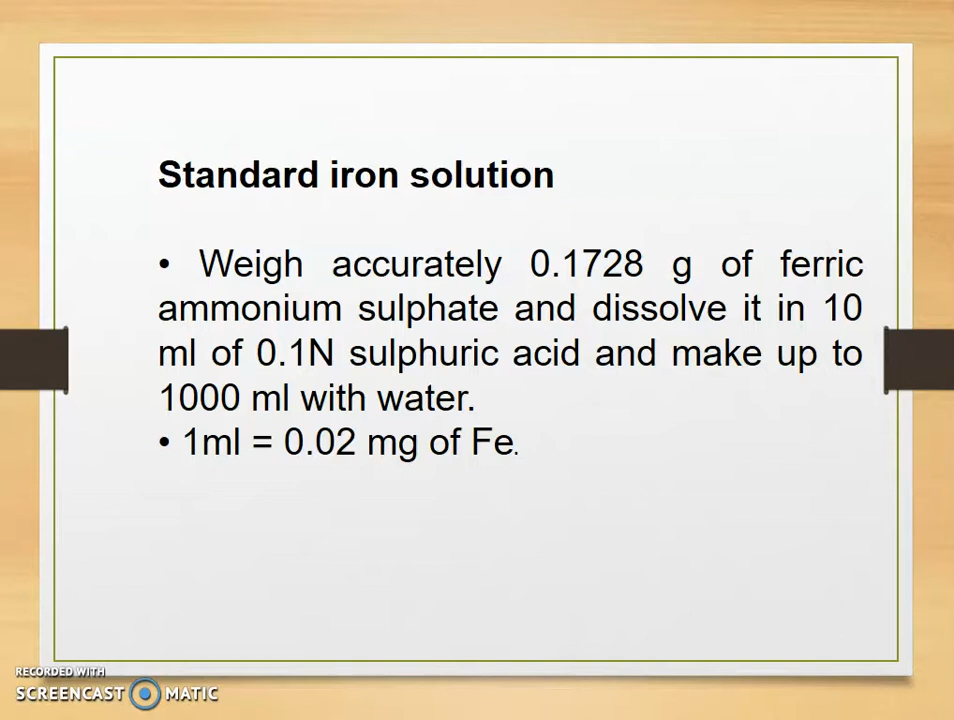 Standard iron solution
• Weigh accurately 0.1728 g of ferric
ammonium sulphate and dissolve it in 10
ml of 0.1N sulphuric acid and make up to
1000 ml with water.
• 1ml = 0.02 mg of Fe.
RECORDED WITH
SCREENCAST MATIC